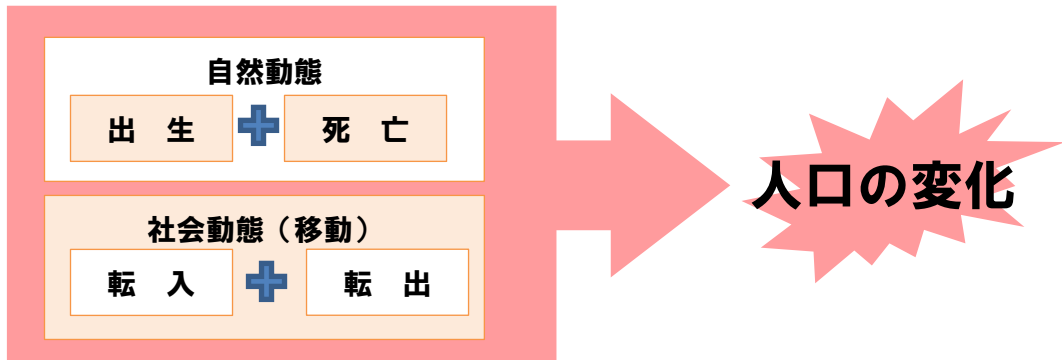 自然動態
出　生
死　亡
社会動態（移動）
転　入
転　出
人口の変化